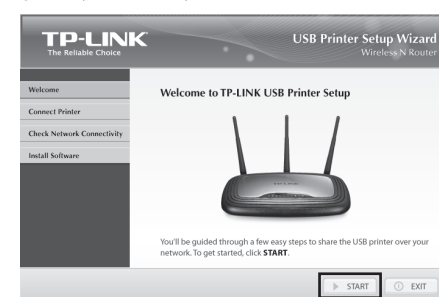 TP-LINK
The Reliable Choice
USB Printer Setup Wizard
Wireless N Router
Welcome
Connect Printer
Check Network Connectivity
Install Software
Welcome to TP-LINK USB Printer Setup
You'll be guided through a few easy steps to share the USB printer over your
network. To get started, click START.
START
EXIT